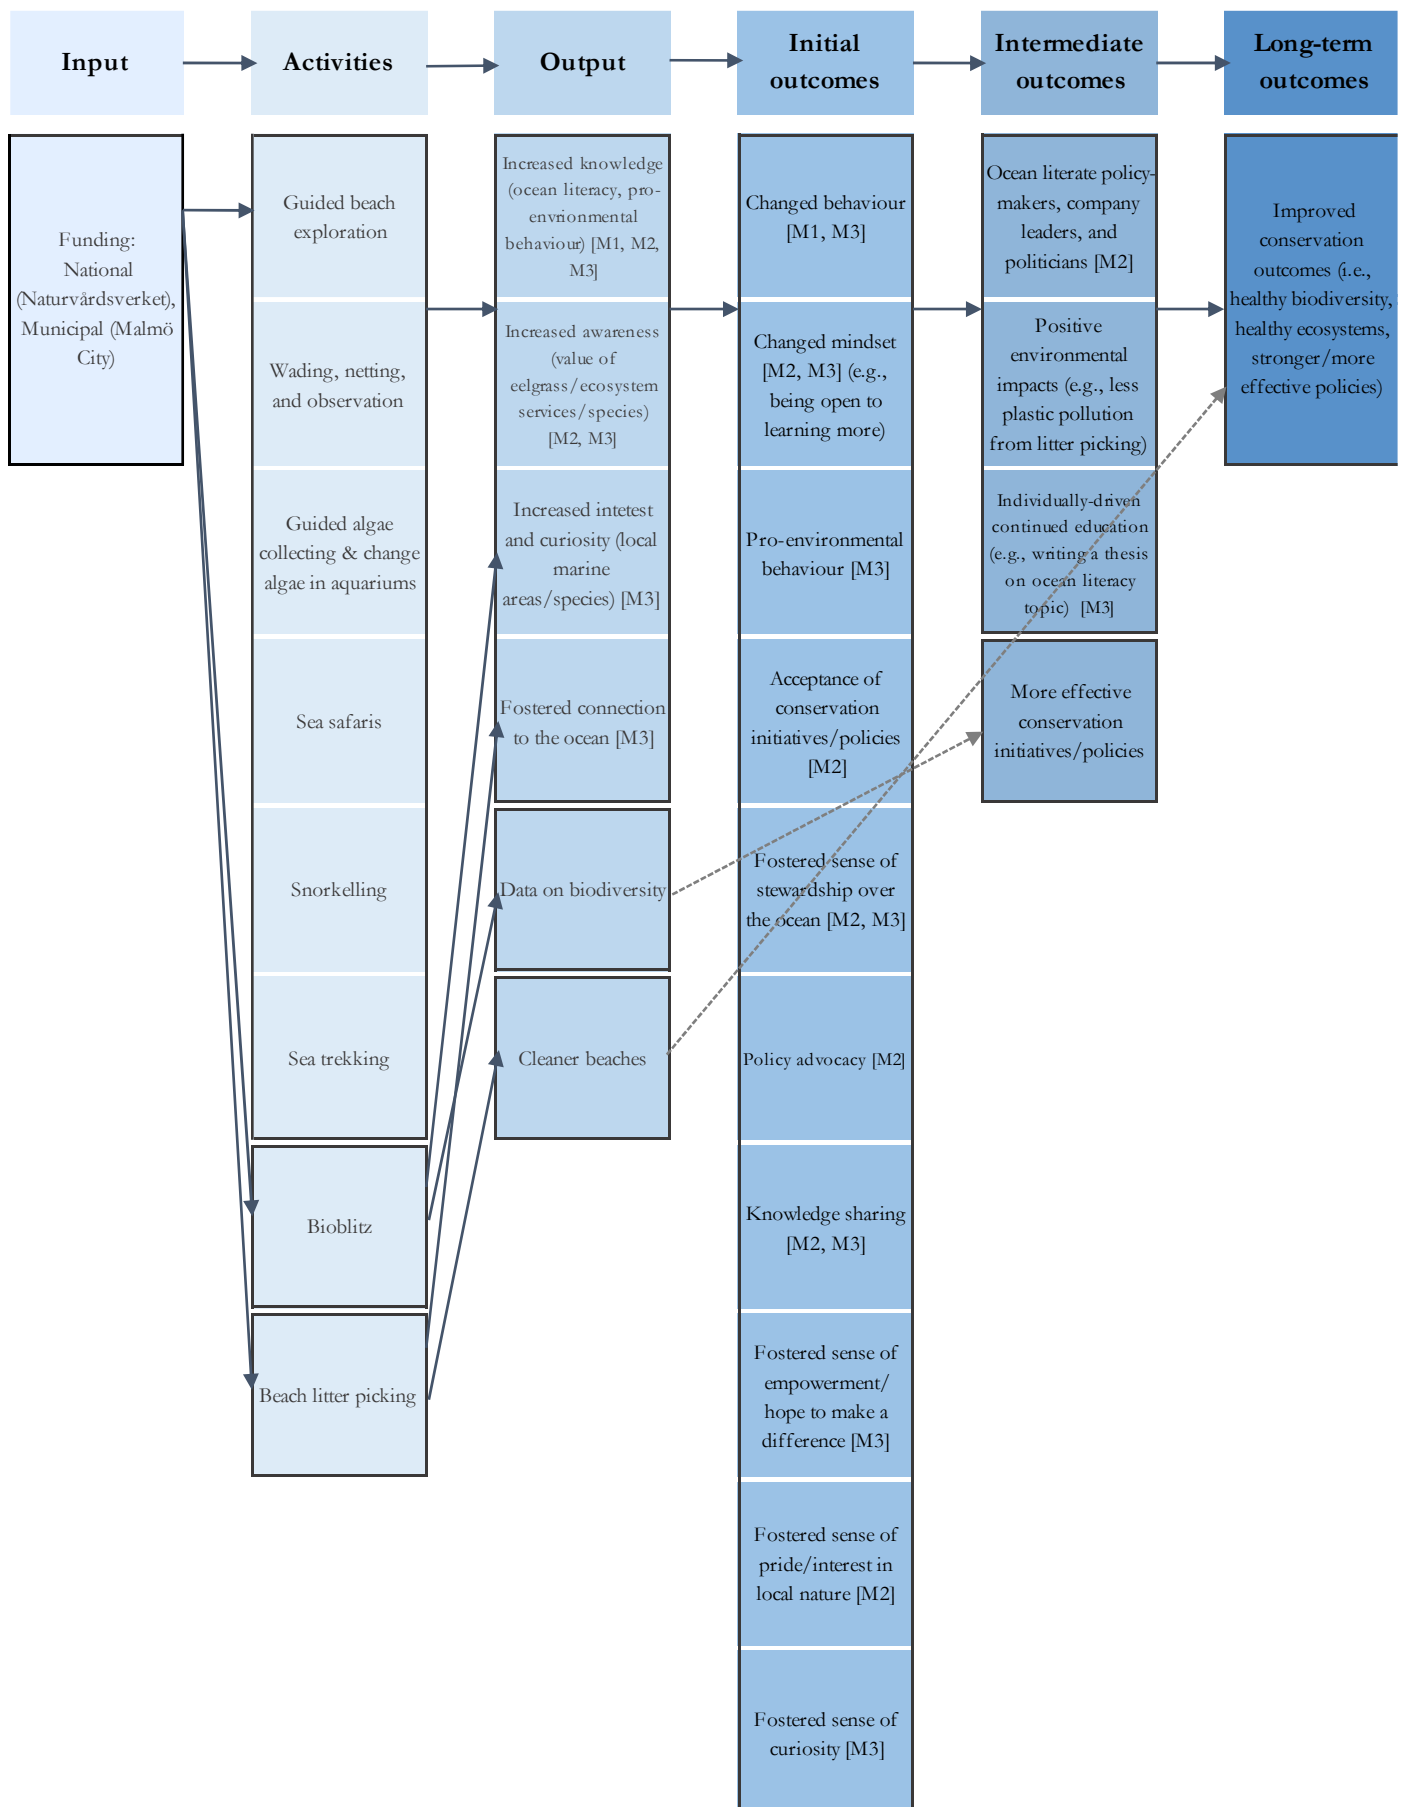 Input
Activities
Output
Initial
outcomes
Intermediate
outcomes
Long-term
outcomes
Funding:
National
(Naturvårdsverket),
Municipal (Malmö
City)
Guided beach
exploration
Wading, netting,
and observation
Guided algae
collecting & change
algae in aquariums
Sea safaris
Snorkelling
Sea trekking
Bioblitz
Beach litter picking
Increased knowledge
(ocean literacy, pro-
envrionmental
behaviour) [M1, M2,
M3]
Increased awareness
(value of
eelgrass/ecosystem
services/species)
[M2, M3]
Increased intetest
and curiosity (local
marine
areas/species) [M3]
Fostered connection
to the ocean [M3]
Data on biodiversity
Cleaner beaches
Changed behaviour
[M1, M3]
Changed mindset
[M2, M3] (e.g.,
being open to
learning more)
Pro-environmental
behaviour [M3]
Acceptance of
conservation
initiatives/policies
[M2]
Fostered sense of
stewardship over
the ocean [M2, M3]
Policy advocacy [M2]
Knowledge sharing
[M2, M3]
Fostered sense of
empowerment/
hope to make a
difference [M3]
Fostered sense of
pride/interest in
local nature [M2]
Fostered sense of
curiosity [M3]
Ocean literate policy-
makers, company
leaders, and
politicians [M2]
Positive
environmental
impacts (e.g., less
plastic pollution
from litter picking)
Individually-driven
continued education
(e.g., writing a thesis
on ocean literacy
topic) [M3]
More effective
conservation
initiatives/policies
Improved
conservation
outcomes (i.e.,
healthy biodiversity,
healthy ecosystems,
stronger/more
effective policies)